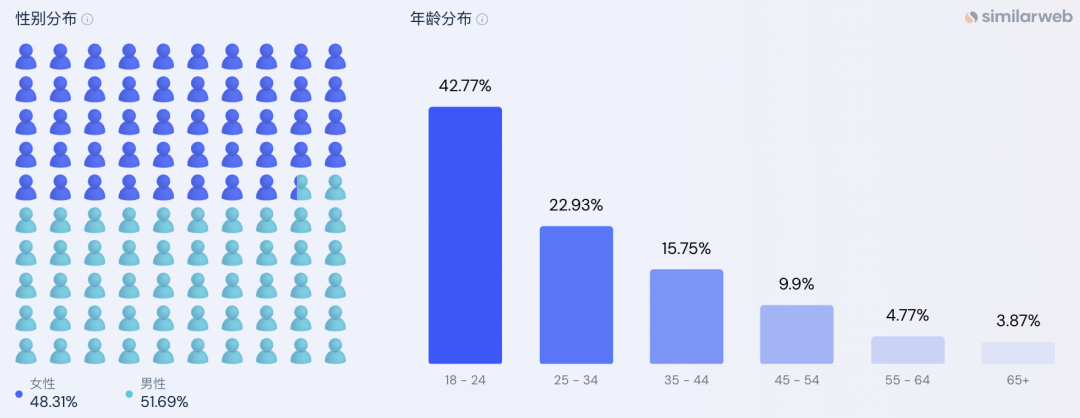 性别分布
女性
48.31%
男性
51.69%
年龄分布
similarweb
42.77%
22.93%
15.75%
9.9%
4.77%
3.87%
18 - 24
25 - 34
35 - 44
45 - 54
55 - 64
65+